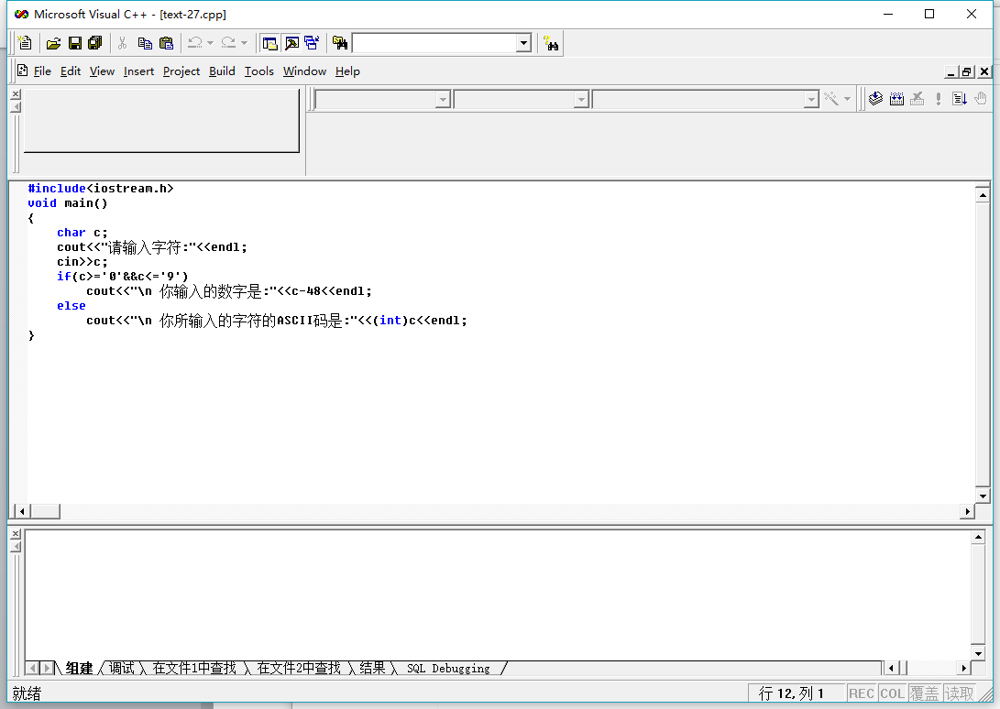 Microsoft Visual C++ - [text-27.cpp]
File Edit View Insert Project Build Tools Window Help
#include<iostream.h>
void main()
{
char c;
cout<<"请输入字符:"<<endl;
cin>>c;
if(c>='0'&&c<='9')
cout<<"\n 你输入的数字是:"<<c-48<<endl;
else
cout<<"\n 你所输入的字符的ASCII码是:"<<(int)c<<endl;
}
组建 调试 在文件1中查找 在文件2中查找 结果 SQL Debugging
就绪 行 12, 列 1 REC COL 覆盖 读取